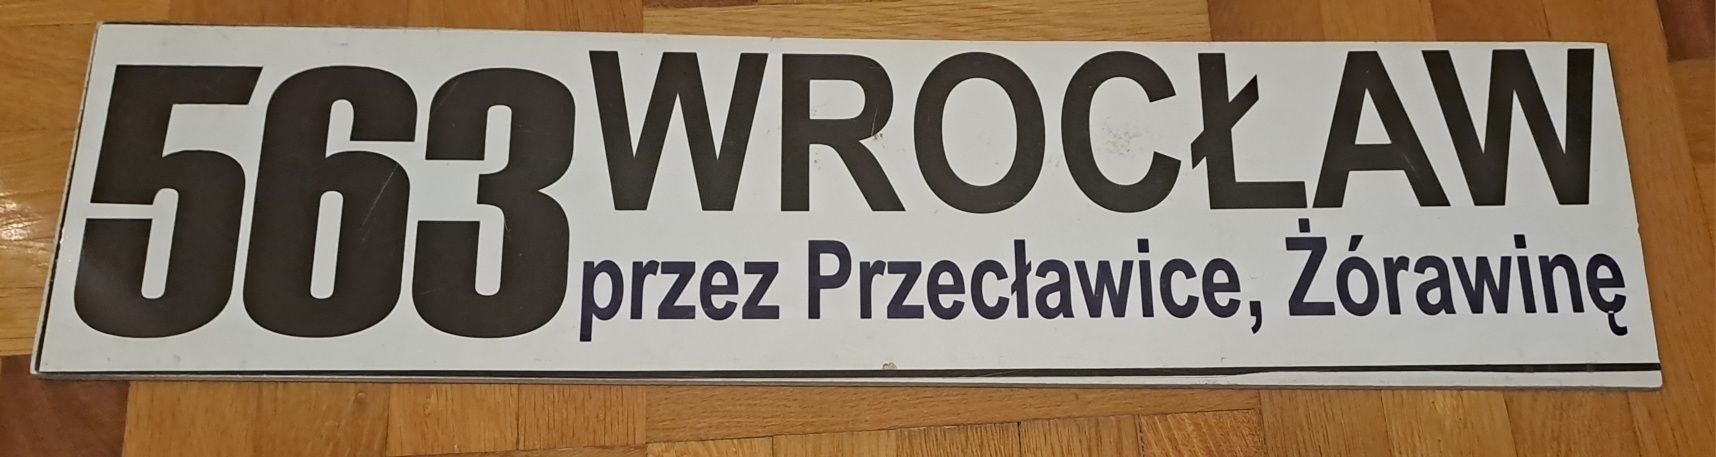 563 WROCŁAW
przez Przecławice, Żórawinę